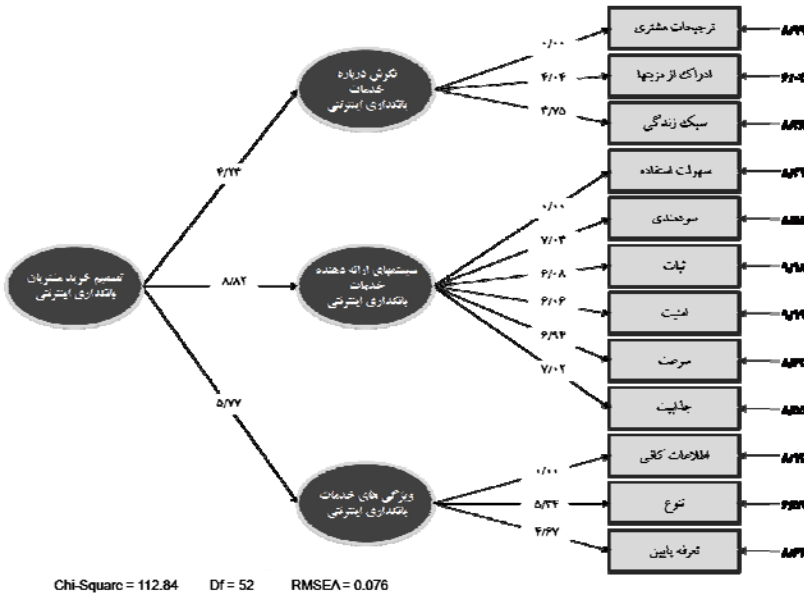 ترجیحات مشتری
۰/۰۰
نگرش درباره
خدمات
بانکداری اینترنتی
ادراک از مزیتها
۴/۰۴
سبک زندگی
۳/۷۵
۴/۷۳
سهولت استفاده
۰/۰۰
سودمندی
۷/۰۳
تصمیم خرید مشتریان
بانکداری اینترنتی
۸/۸۲
سیستمهای ارائه دهنده
خدمات
بانکداری اینترنتی
ثبات
۶/۰۸
امنیت
۶/۰۶
سرعت
۶/۹۴
جذابیت
۷/۰۲
۵/۷۷
اطلاعات کافی
۰/۰۰
ویژگی های خدمات
بانکداری اینترنتی
تنوع
۵/۳۴
تعرفه پایین
۴/۶۷
Chi-Square = 112.84 Df = 52 RMSEA = 0.076